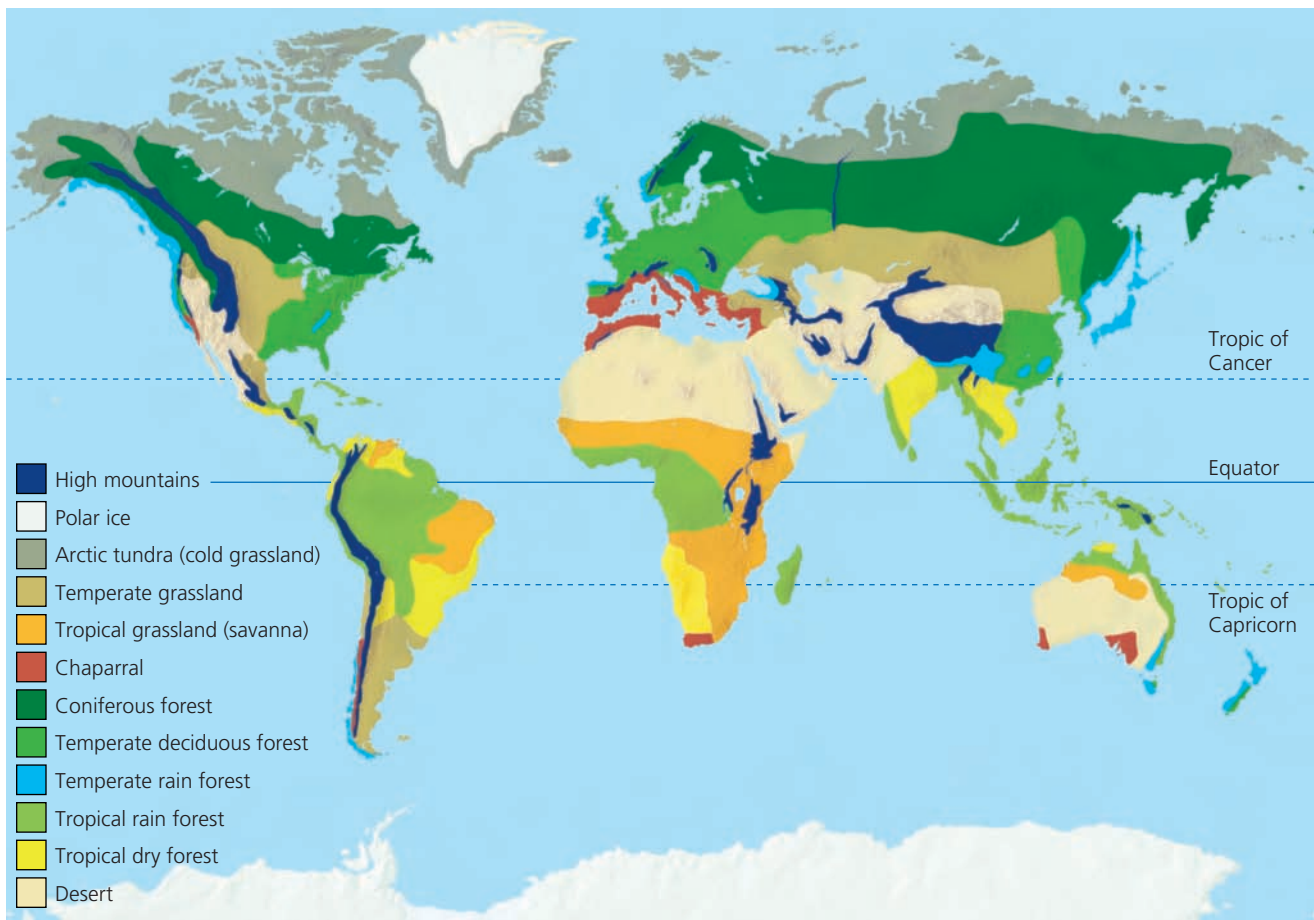 Tropic of
Cancer
Equator
Tropic of
Capricorn
High mountains
Polar ice
Arctic tundra (cold grassland)
Temperate grassland
Tropical grassland (savanna)
Chaparral
Coniferous forest
Temperate deciduous forest
Temperate rain forest
Tropical rain forest
Tropical dry forest
Desert